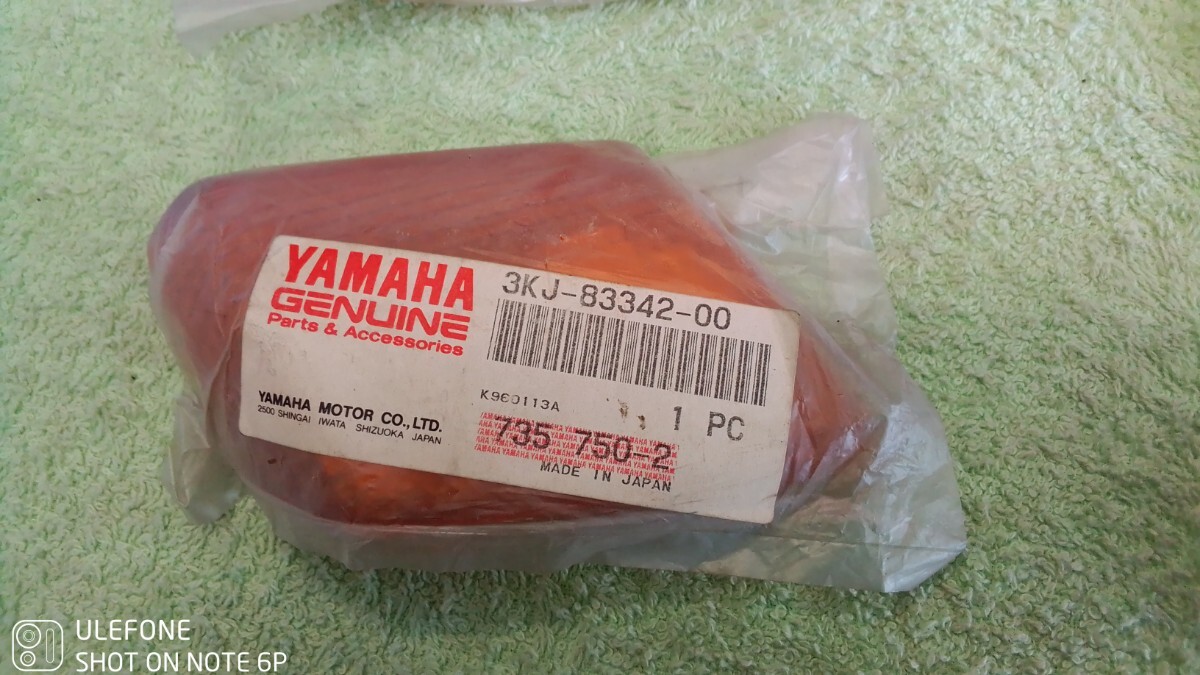 YAMAHA
GENUINE
Parts & Accessories
3KJ-83342-00
K960113A
1 PC
YAMAHA MOTOR CO., LTD.
2500 SHINGAI IWATA SHIZUOKA JAPAN
735 750-2
MADE IN JAPAN
ULEFONE
SHOT ON NOTE 6P